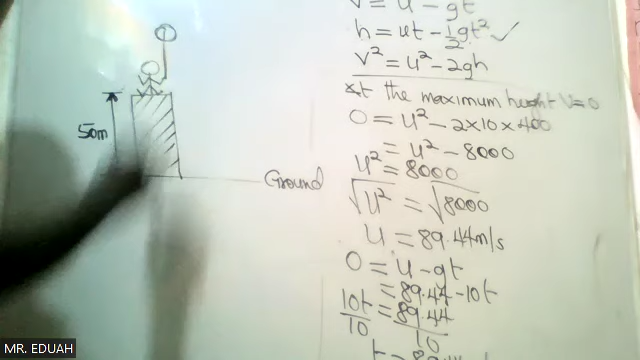 V = u - gt
h = ut - 1/2 gt² ✓
V² = u² - 2gh
At the maximum height V=0
0 = u² - 2×10×400
= u² - 8000
u² = 8000
√u² = √8000
u = 89.44m/s
0 = u - gt
= 89.44 - 10t
10t/10 = 89.44/10
50m
Ground
MR. EDUAH